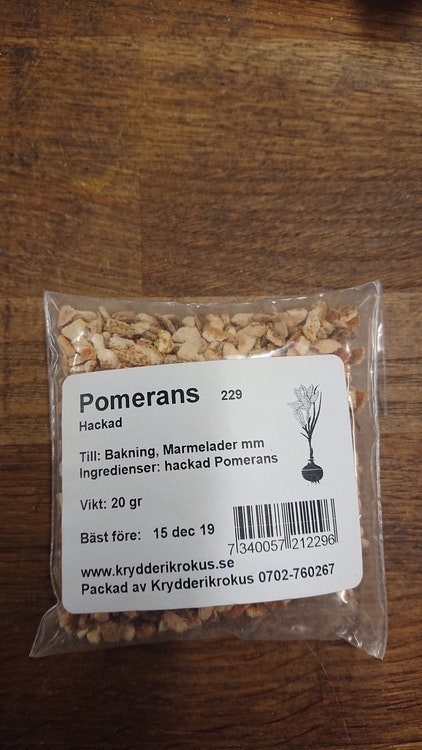 Pomerans 229
Hackad
Till: Bakning, Marmelader mm
Ingredienser: hackad Pomerans
Vikt: 20 gr
Bäst före: 15 dec 19
7 340057 212296
www.krydderikrokus.se
Packad av Krydderikrokus 0702-760267